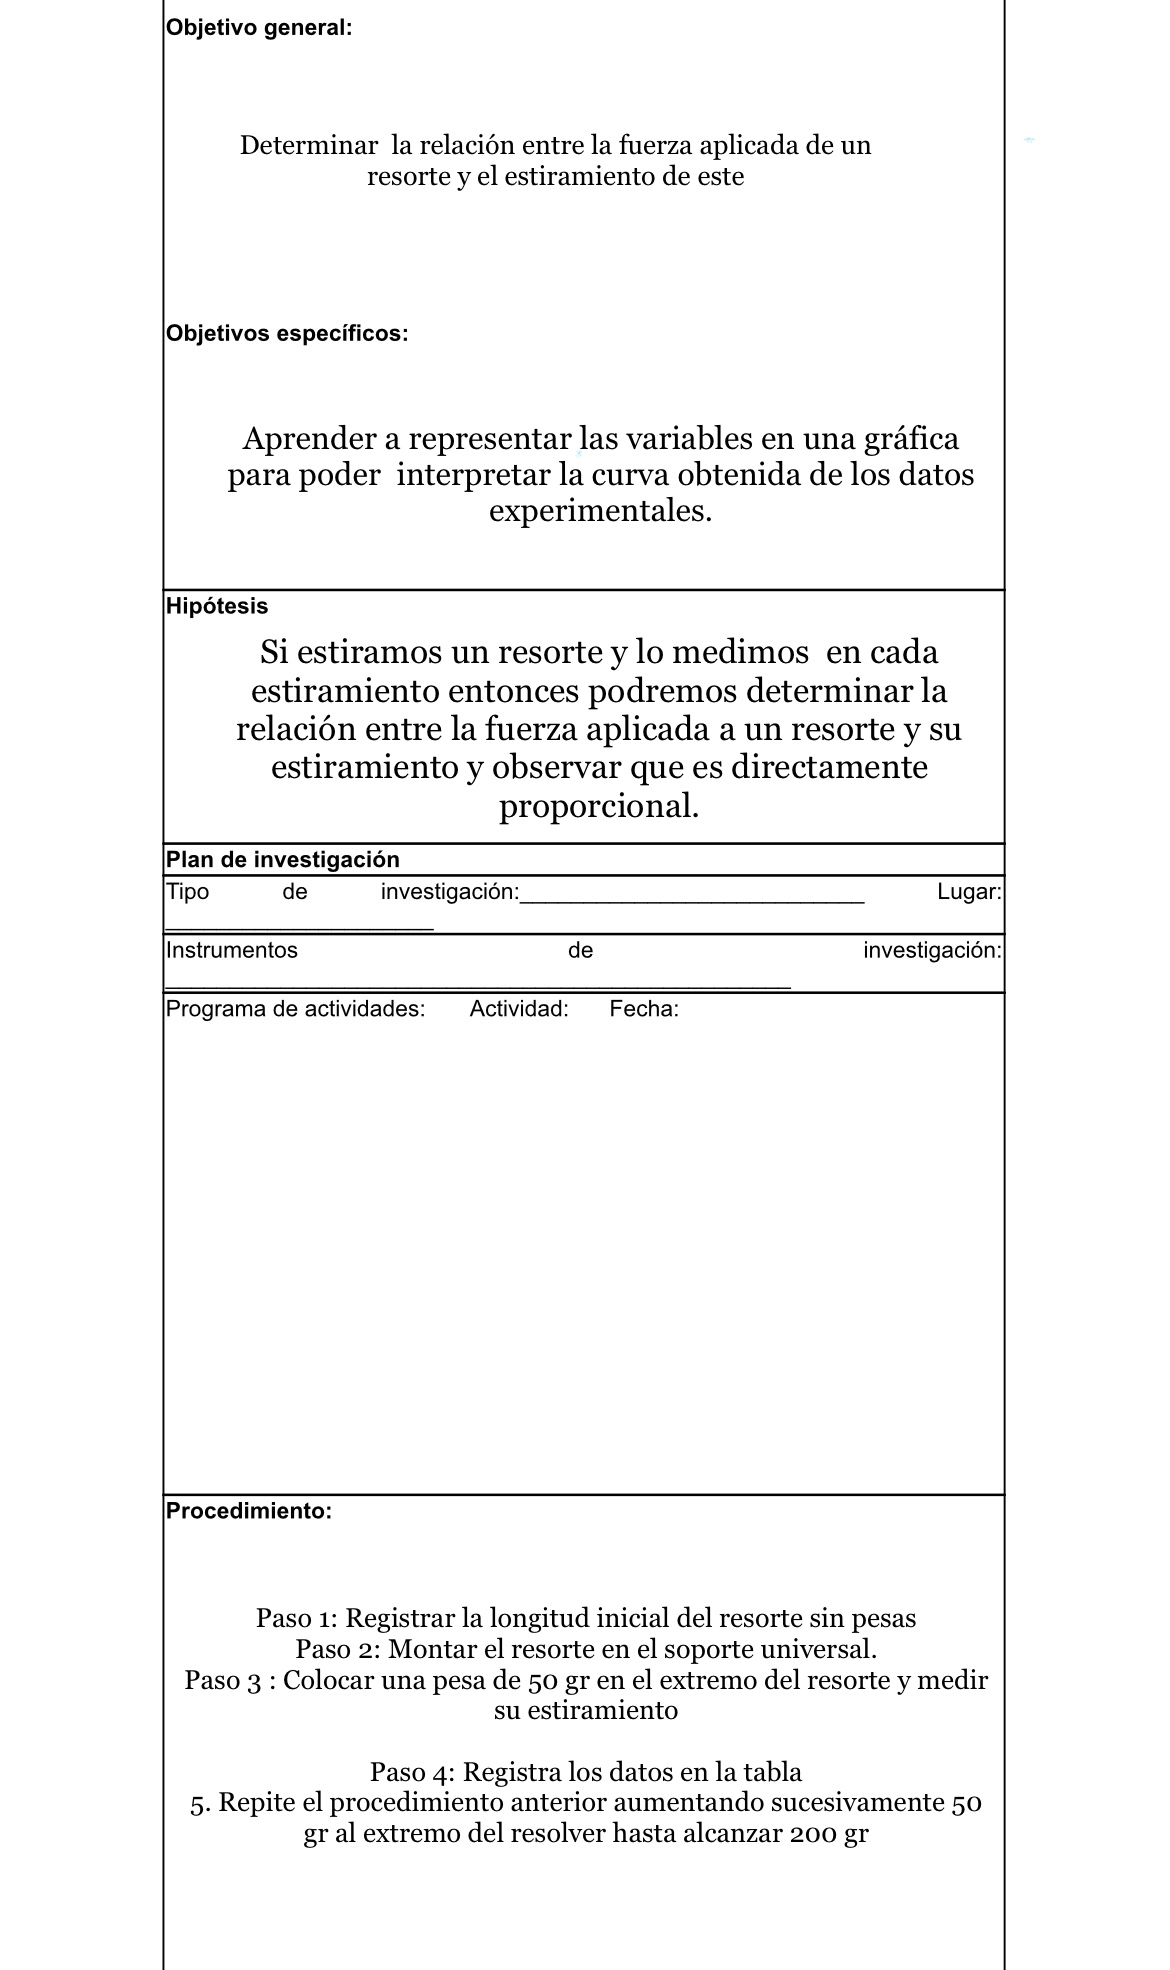 Objetivo general:
Determinar  la relación entre la fuerza aplicada de un
resorte y el estiramiento de este
Objetivos específicos:
Aprender a representar las variables en una gráfica
para poder  interpretar la curva obtenida de los datos
experimentales.
Hipótesis
Si estiramos un resorte y lo medimos  en cada
estiramiento entonces podremos determinar la
relación entre la fuerza aplicada a un resorte y su
estiramiento y observar que es directamente
proporcional.
Plan de investigación
Tipo de investigación:___________________________ Lugar:
_____________________
Instrumentos de investigación:
_________________________________________________
Programa de actividades: Actividad: Fecha:
Procedimiento:
Paso 1: Registrar la longitud inicial del resorte sin pesas
Paso 2: Montar el resorte en el soporte universal.
Paso 3 : Colocar una pesa de 50 gr en el extremo del resorte y medir
su estiramiento
Paso 4: Registra los datos en la tabla
5. Repite el procedimiento anterior aumentando sucesivamente 50
gr al extremo del resolver hasta alcanzar 200 gr